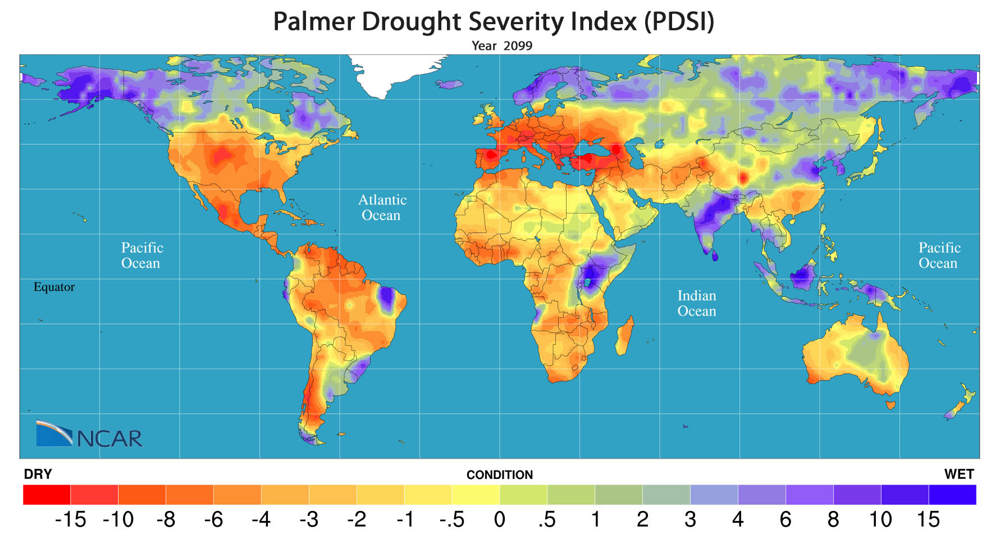 Palmer Drought Severity Index (PDSI)
Year 2099
Atlantic
Ocean
Pacific
Ocean
Pacific
Ocean
Equator
Indian
Ocean
NCAR
DRY CONDITION WET
-15 -10 -8 -6 -4 -3 -2 -1 -.5 0 .5 1 2 3 4 6 8 10 15